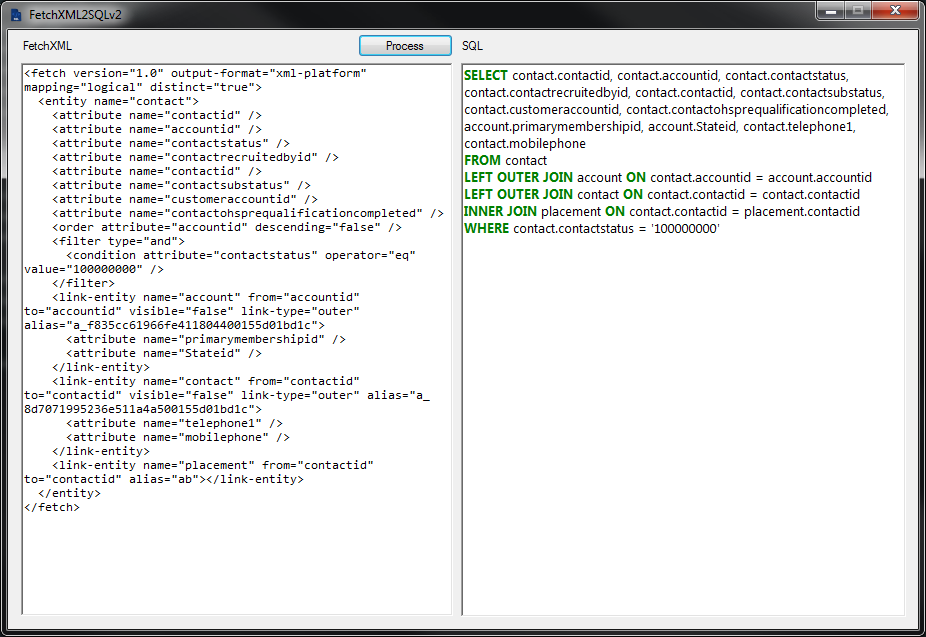 FetchXML2SQLv2
FetchXML
Process
SQL
<fetch version="1.0" output-format="xml-platform"
mapping="logical" distinct="true">
  <entity name="contact">
    <attribute name="contactid" />
    <attribute name="accountid" />
    <attribute name="contactstatus" />
    <attribute name="contactrecruitedbyid" />
    <attribute name="contactid" />
    <attribute name="contactsubstatus" />
    <attribute name="customeraccountid" />
    <attribute name="contactohsprequalificationcompleted" />
    <order attribute="accountid" descending="false" />
    <filter type="and">
      <condition attribute="contactstatus" operator="eq"
value="100000000" />
    </filter>
    <link-entity name="account" from="accountid"
to="accountid" visible="false" link-type="outer"
alias="a_f835cc61966fe411804400155d01bd1c">
      <attribute name="primarymembershipid" />
      <attribute name="Stateid" />
    </link-entity>
    <link-entity name="contact" from="contactid"
to="contactid" visible="false" link-type="outer" alias="a_
8d7071995236e511a4a500155d01bd1c">
      <attribute name="telephone1" />
      <attribute name="mobilephone" />
    </link-entity>
    <link-entity name="placement" from="contactid"
to="contactid" alias="ab"></link-entity>
  </entity>
</fetch>
SELECT contact.contactid, contact.accountid, contact.contactstatus,
contact.contactrecruitedbyid, contact.contactid, contact.contactsubstatus,
contact.customeraccountid, contact.contactohsprequalificationcompleted,
account.primarymembershipid, account.Stateid, contact.telephone1,
contact.mobilephone
FROM contact
LEFT OUTER JOIN account ON contact.accountid = account.accountid
LEFT OUTER JOIN contact ON contact.contactid = contact.contactid
INNER JOIN placement ON contact.contactid = placement.contactid
WHERE contact.contactstatus = '100000000'